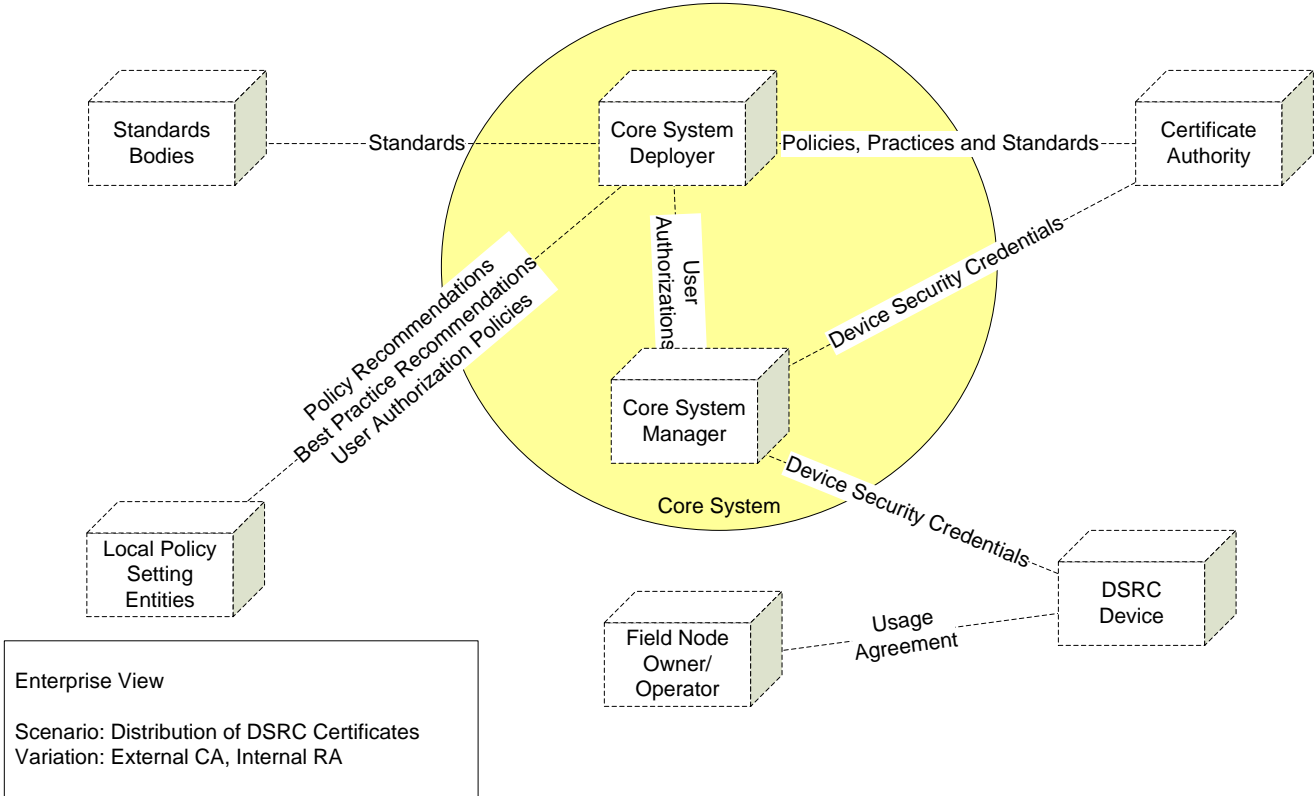 Standards
Bodies
Standards
Core System
Deployer
Policies, Practices and Standards
Certificate
Authority
User
Authorizations
Device Security Credentials
Policy Recommendations
Best Practice Recommendations
User Authorization Policies
Core System
Manager
Core System
Device Security Credentials
Local Policy
Setting
Entities
DSRC
Device
Usage
Agreement
Field Node
Owner/
Operator
Enterprise View
Scenario: Distribution of DSRC Certificates
Variation: External CA, Internal RA